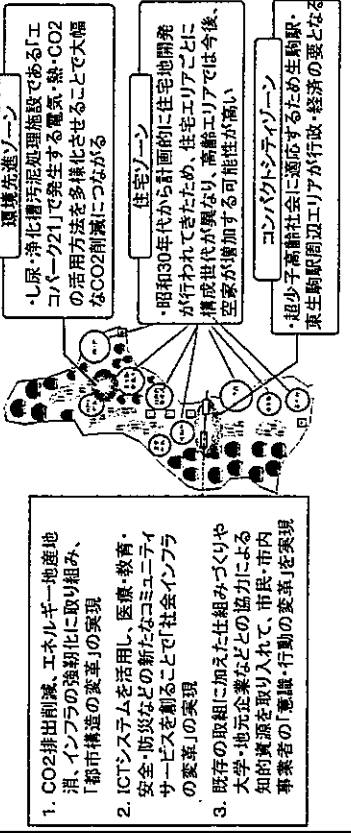 1. CO2排出削減、エネルギー地産地
消、インフラの強靭化に取り組み、
「都市構造の変革」の実現
2. ICTシステムを活用し、医療・教育・
安全・防災などの新たなコミュニティ
サービスを創ることで「社会インフラ
の変革」の実現
3. 既存の取組に加えた仕組みづくりや
大学・地元企業などとの協力による
知的資源を取り入れて、市民・市内
事業者の「意識・行動の変革」を実現
環境先進ゾーン
・し尿・浄化槽汚泥処理施設である「エ
コパーク21」で発生する電気・熱・CO2
の活用方法を多様化させることで大幅
なCO2削減につながる
住宅ゾーン
・昭和30年代から計画的に住宅地開発
が行われてきたため、住宅エリアごとに
構成世代が異なり、高齢エリアでは今後、
空家が増加する可能性が高い
コンパクトシティゾーン
・超少子高齢社会に適応するため生駒駅・
東生駒駅周辺エリアが行政・経済の要となる